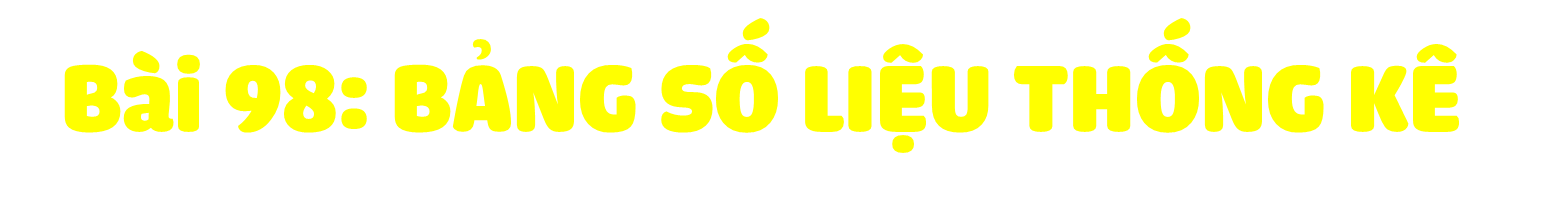 Bài 98: BẢNG SỐ LIỆU THỐNG KÊ